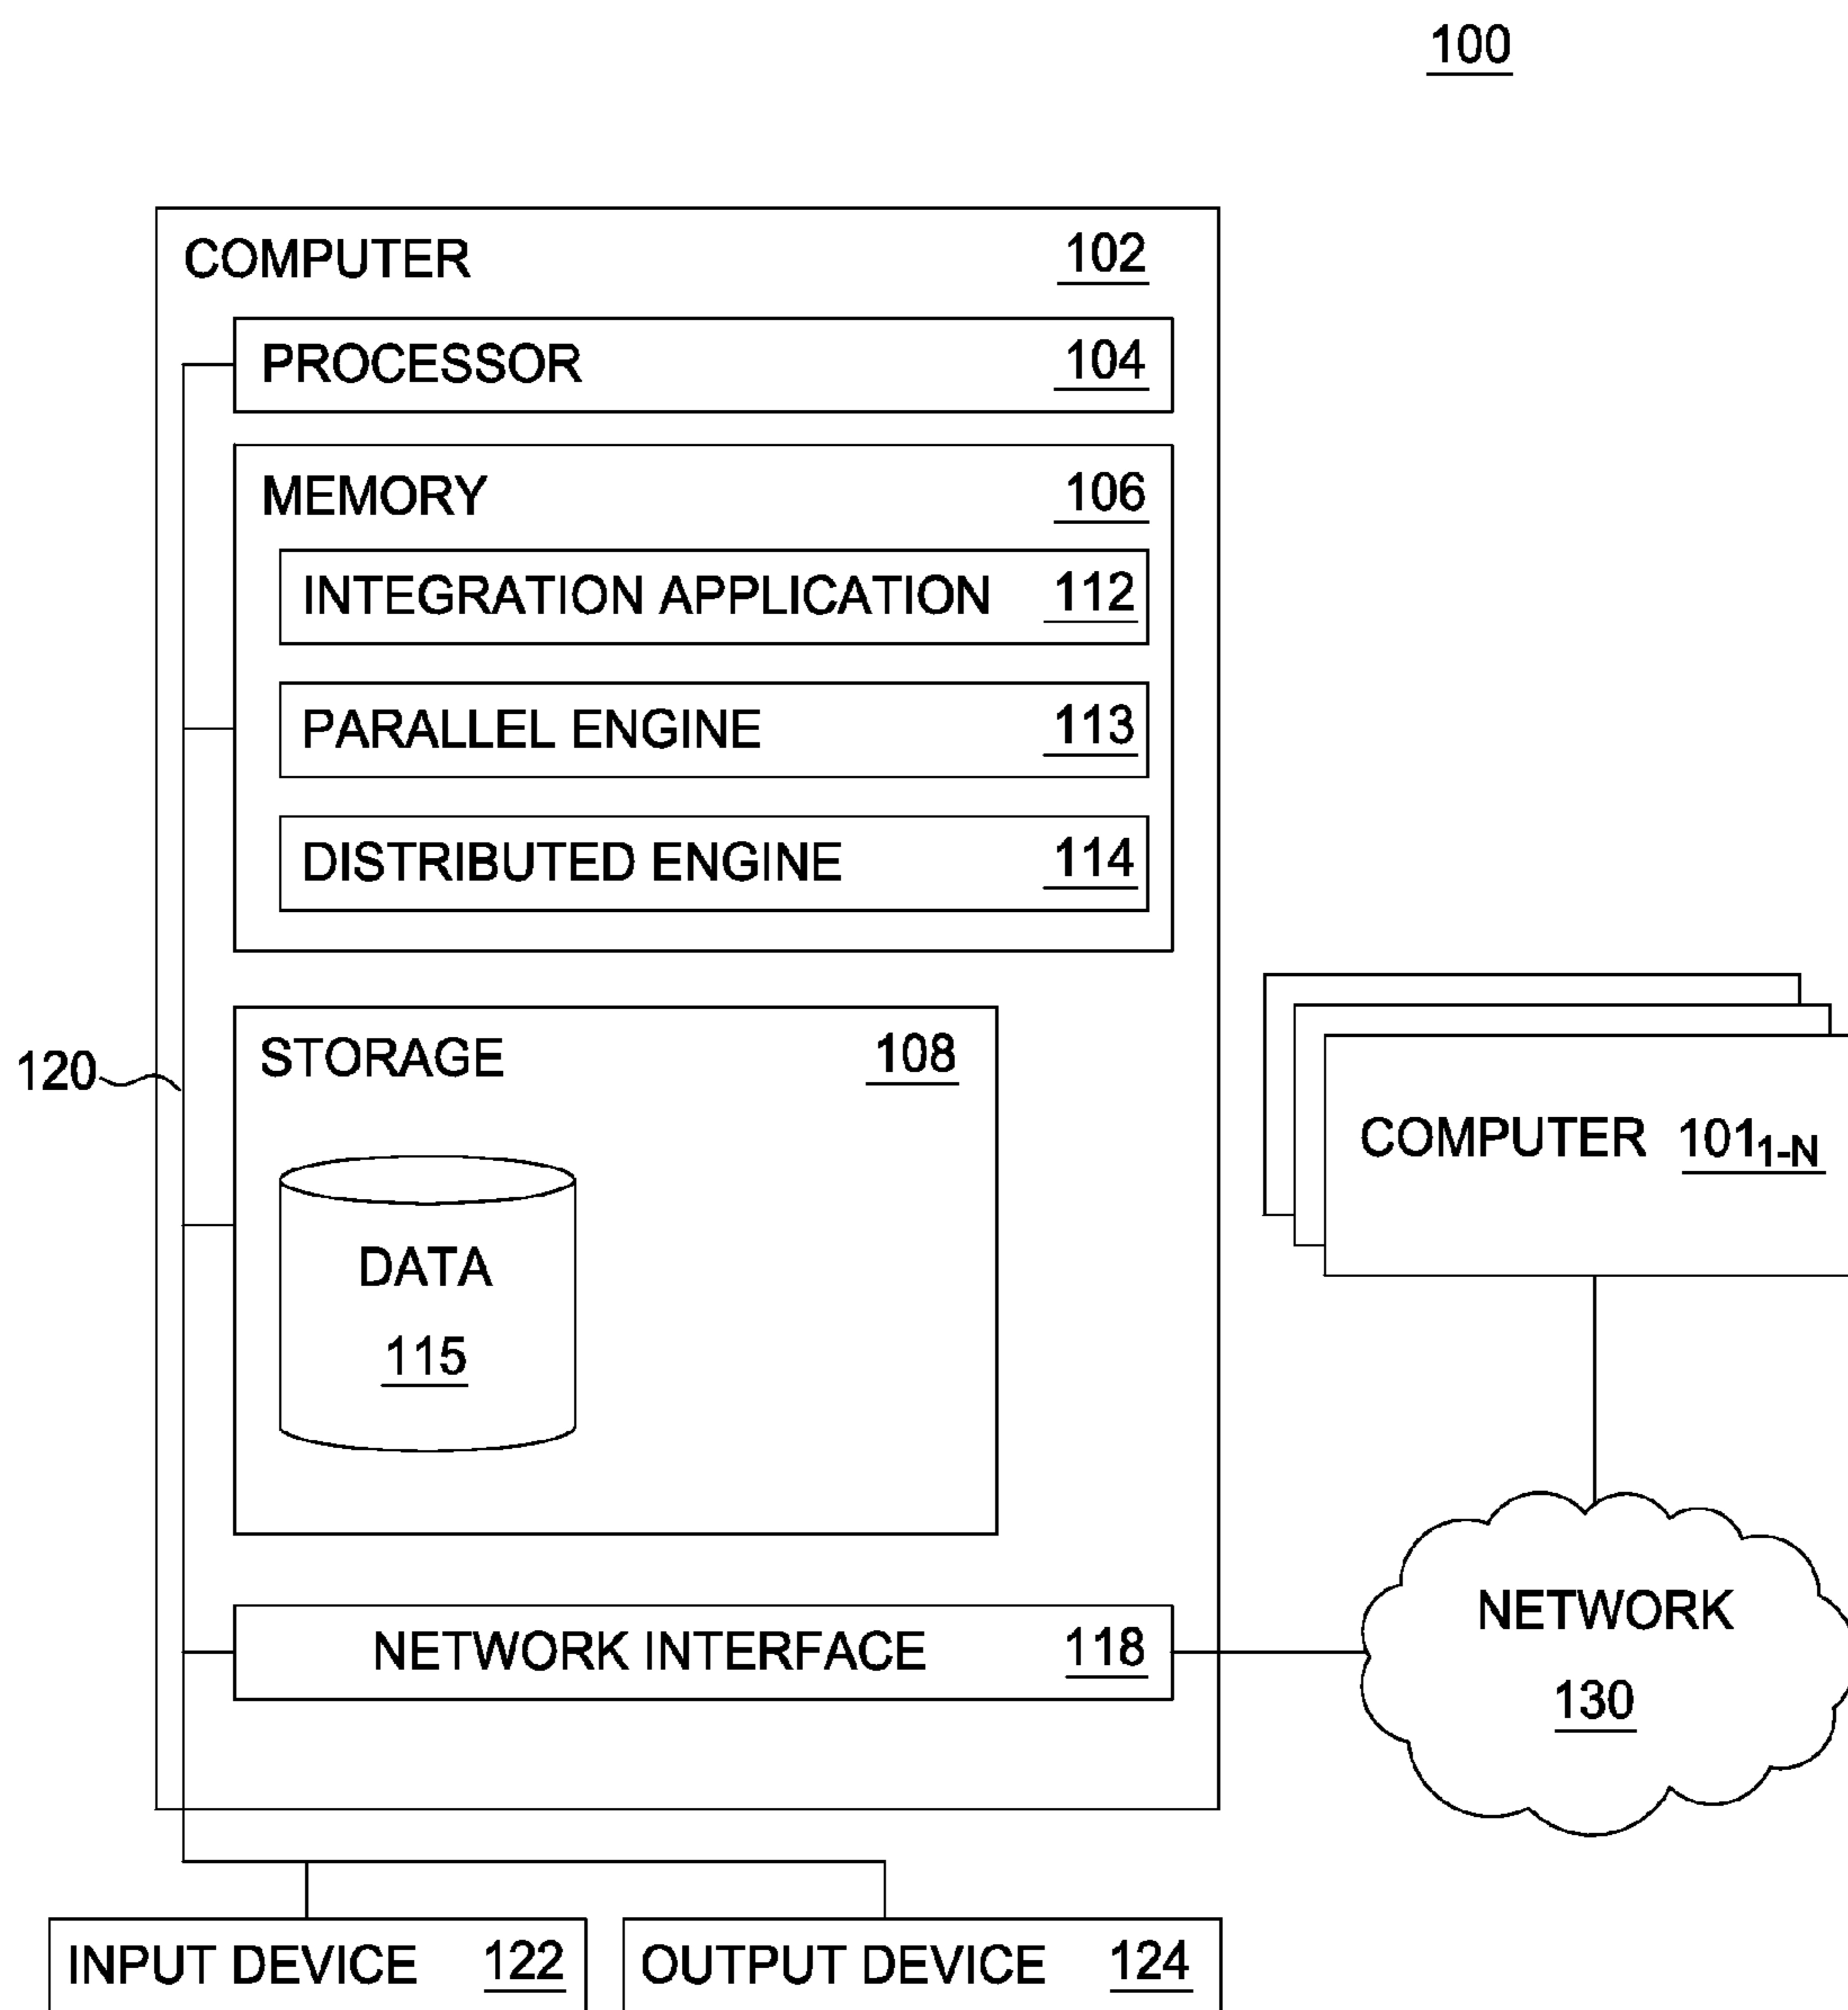 100
COMPUTER 102
PROCESSOR 104
MEMORY 106
INTEGRATION APPLICATION 112
PARALLEL ENGINE 113
DISTRIBUTED ENGINE 114
120
STORAGE 108
DATA
115
COMPUTER 101₁₋N
NETWORK INTERFACE 118
NETWORK
130
INPUT DEVICE 122
OUTPUT DEVICE 124